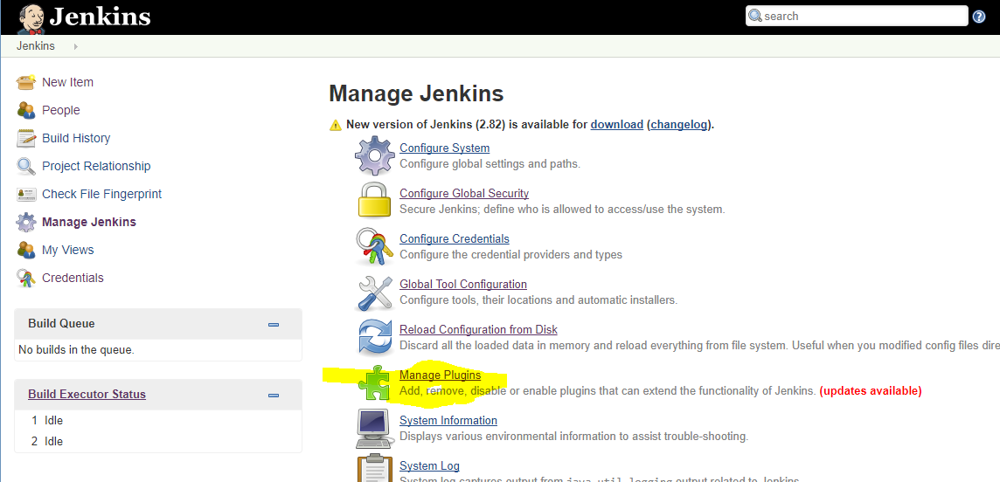 Jenkins
search
Jenkins
New Item
People
Build History
Project Relationship
Check File Fingerprint
Manage Jenkins
My Views
Credentials
Build Queue
No builds in the queue.
Build Executor Status
1 Idle
2 Idle
Manage Jenkins
New version of Jenkins (2.82) is available for download (changelog).
Configure System
Configure global settings and paths.
Configure Global Security
Secure Jenkins; define who is allowed to access/use the system.
Configure Credentials
Configure the credential providers and types
Global Tool Configuration
Configure tools, their locations and automatic installers.
Reload Configuration from Disk
Discard all the loaded data in memory and reload everything from file system. Useful when you modified config files dire
Manage Plugins
Add, remove, disable or enable plugins that can extend the functionality of Jenkins. (updates available)
System Information
Displays various environmental information to assist trouble-shooting.
System Log
System log captures output from java.util.logging output related to Jenkins.